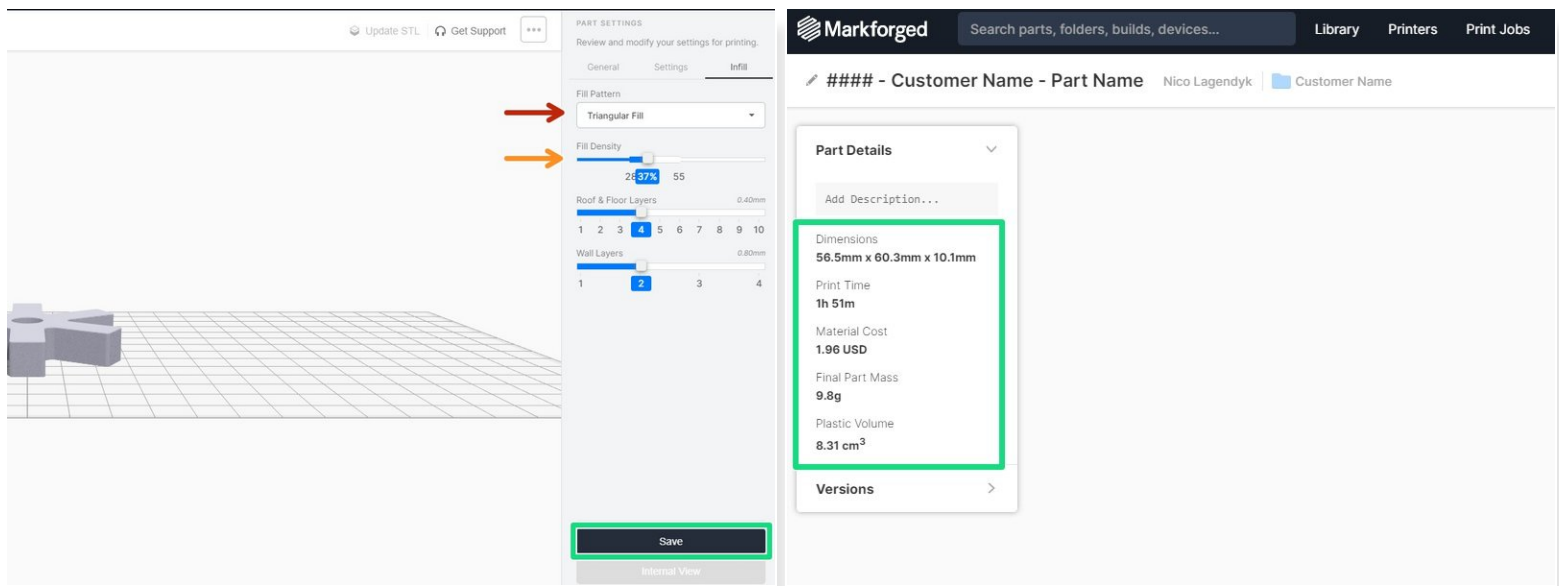 Update STL
Get Support
PART SETTINGS
Review and modify your settings for printing.
General Settings Infill
Fill Pattern
Triangular Fill
Fill Density
28 37% 55
Roof & Floor Layers 0.40mm
1 2 3 4 5 6 7 8 9 10
Wall Layers 0.80mm
1 2 3 4
Save
Internal View
Markforged
Search parts, folders, builds, devices...
Library Printers Print Jobs
#### - Customer Name - Part Name Nico Lagendyk Customer Name
Part Details
Add Description...
Dimensions
56.5mm x 60.3mm x 10.1mm
Print Time
1h 51m
Material Cost
1.96 USD
Final Part Mass
9.8g
Plastic Volume
8.31 cm³
Versions